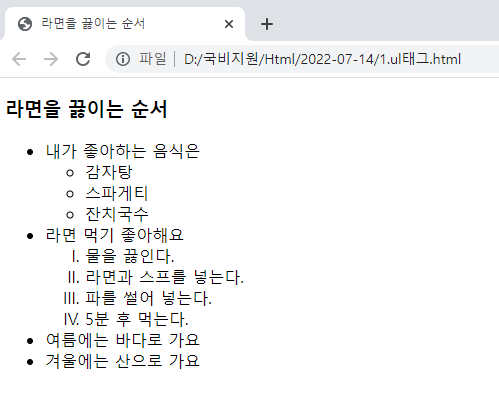 라면을 끓이는 순서
파일 D:/국비지원/Html/2022-07-14/1.ul태그.html
라면을 끓이는 순서
내가 좋아하는 음식은
감자탕
스파게티
잔치국수
라면 먹기 좋아해요
I. 물을 끓인다.
II. 라면과 스프를 넣는다.
III. 파를 썰어 넣는다.
IV. 5분 후 먹는다.
여름에는 바다로 가요
겨울에는 산으로 가요